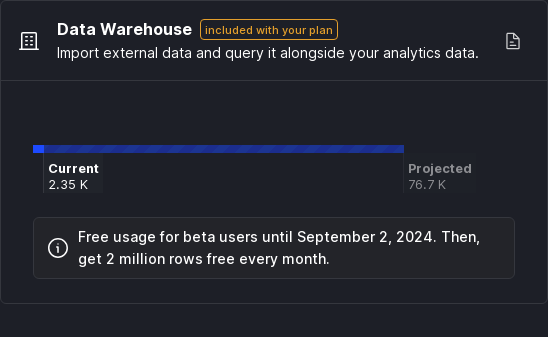 Data Warehouse included with your plan
Import external data and query it alongside your analytics data.
Current Projected
2.35 K 76.7 K
Free usage for beta users until September 2, 2024. Then,
get 2 million rows free every month.